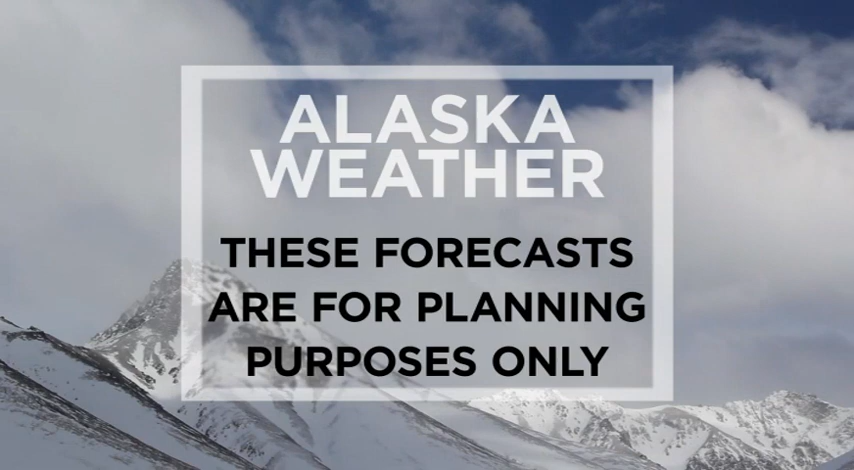 ALASKA
WEATHER
THESE FORECASTS
ARE FOR PLANNING
PURPOSES ONLY